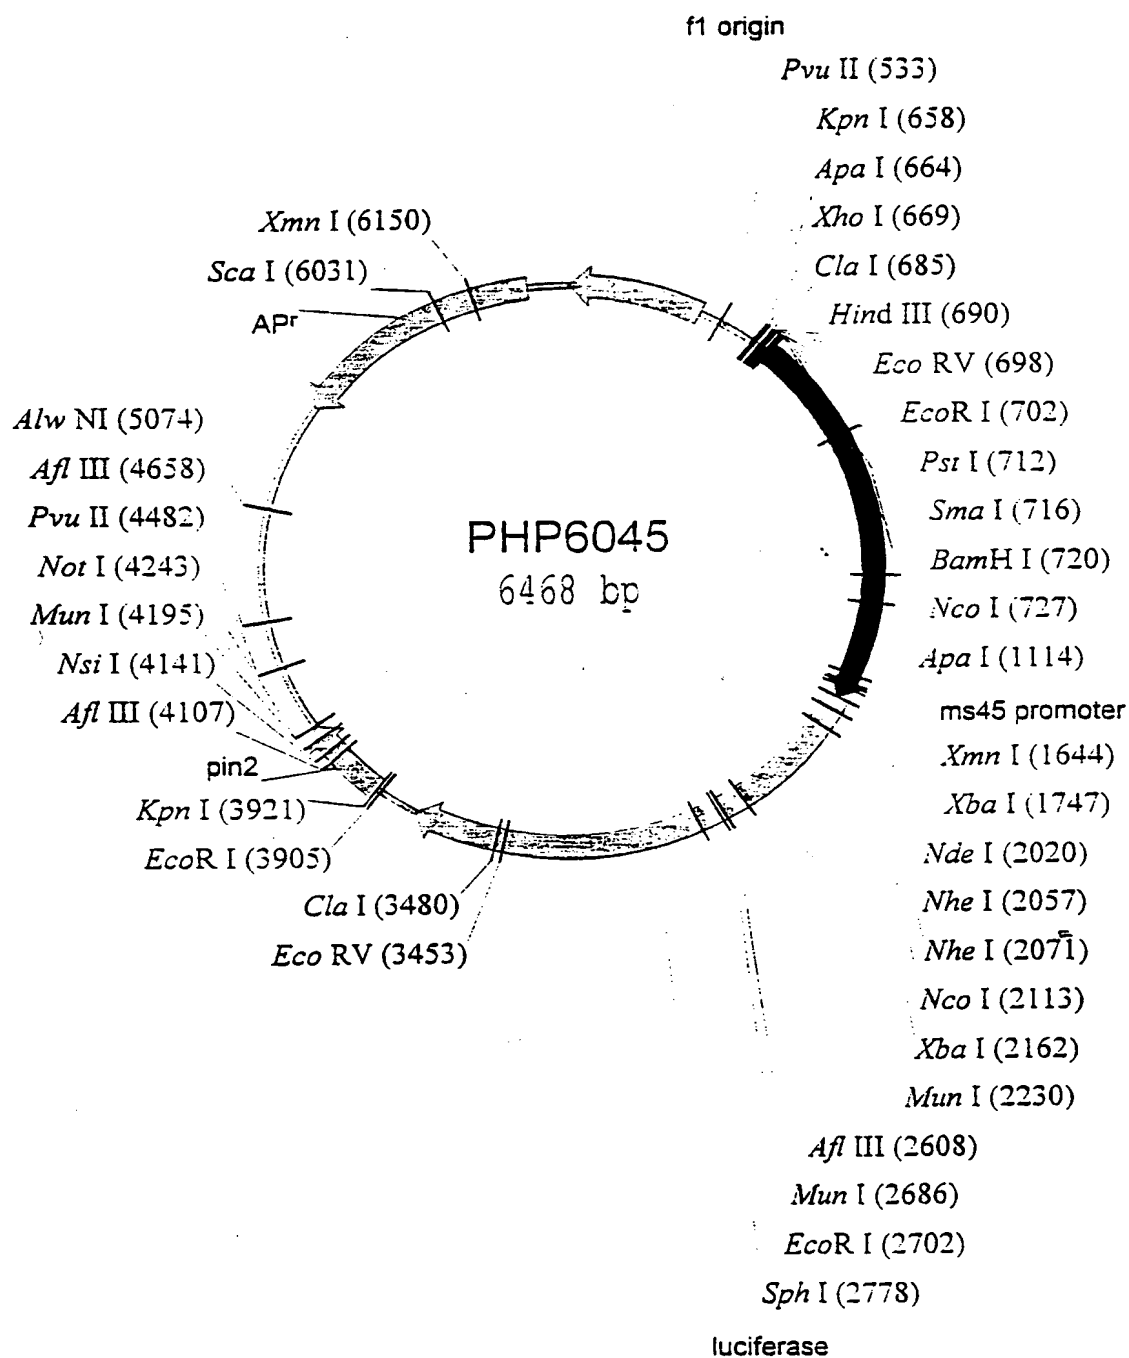 f1 origin
Pvu II (533)
Kpn I (658)
Apa I (664)
Xho I (669)
Cla I (685)
Hind III (690)
Eco RV (698)
EcoR I (702)
Pst I (712)
Sma I (716)
BamH I (720)
Nco I (727)
Apa I (1114)
ms45 promoter
Xmn I (1644)
Xba I (1747)
Nde I (2020)
Nhe I (2057)
Nhe I (2071)
Nco I (2113)
Xba I (2162)
Mun I (2230)
Afl III (2608)
Mun I (2686)
EcoR I (2702)
Sph I (2778)
luciferase
Eco RV (3453)
Cla I (3480)
EcoR I (3905)
Kpn I (3921)
pin2
Afl III (4107)
Nsi I (4141)
Mun I (4195)
Not I (4243)
Pvu II (4482)
Afl III (4658)
Alw NI (5074)
APr
Sca I (6031)
Xmn I (6150)
PHP6045
6468 bp